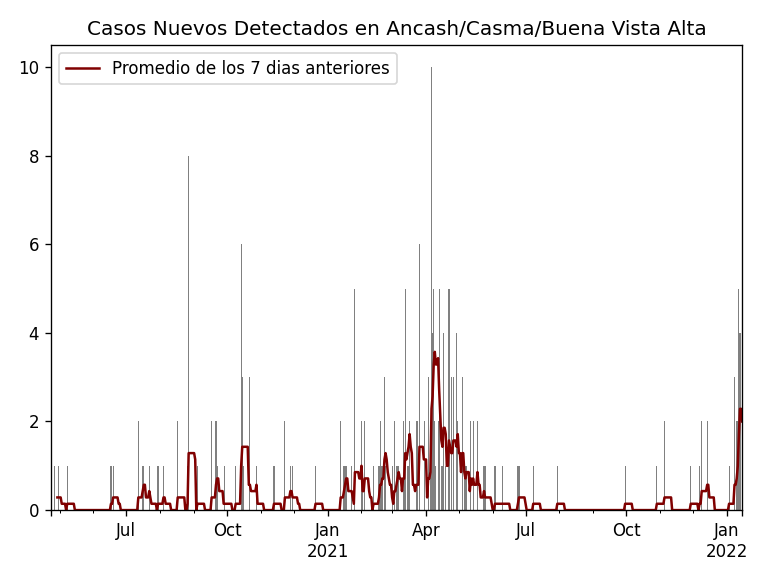 Casos Nuevos Detectados en Ancash/Casma/Buena Vista Alta
Promedio de los 7 dias anteriores
10
8
6
4
2
0
Jul Oct Jan Apr Jul Oct Jan
2021 2022